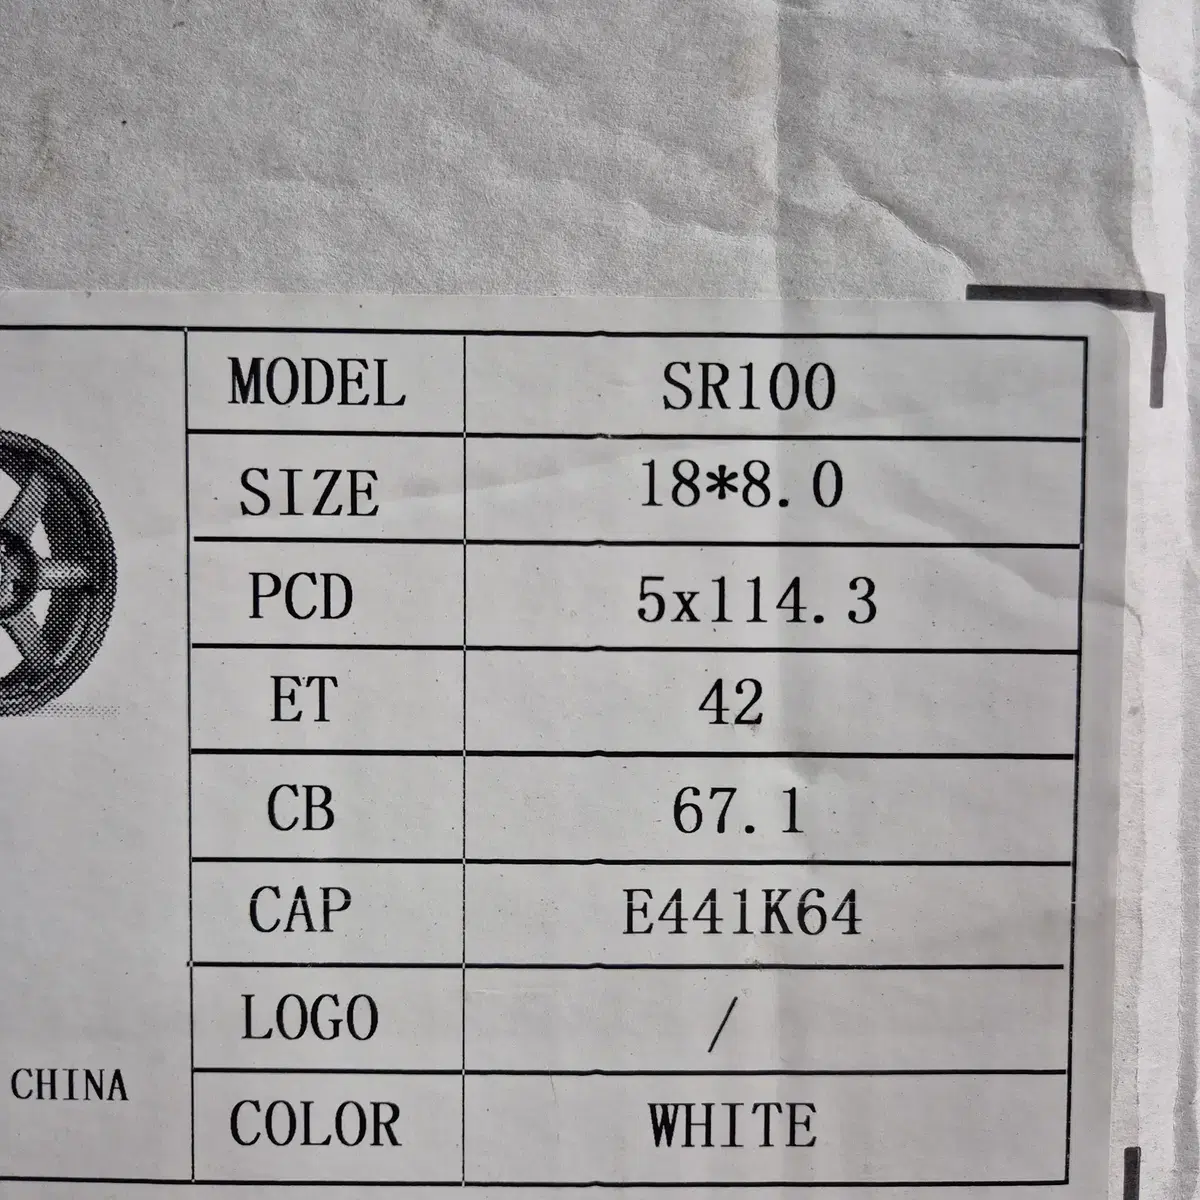 MODEL SR100
SIZE 18*8.0
PCD 5x114.3
ET 42
CB 67.1
CAP E441K64
LOGO /
CHINA
COLOR WHITE